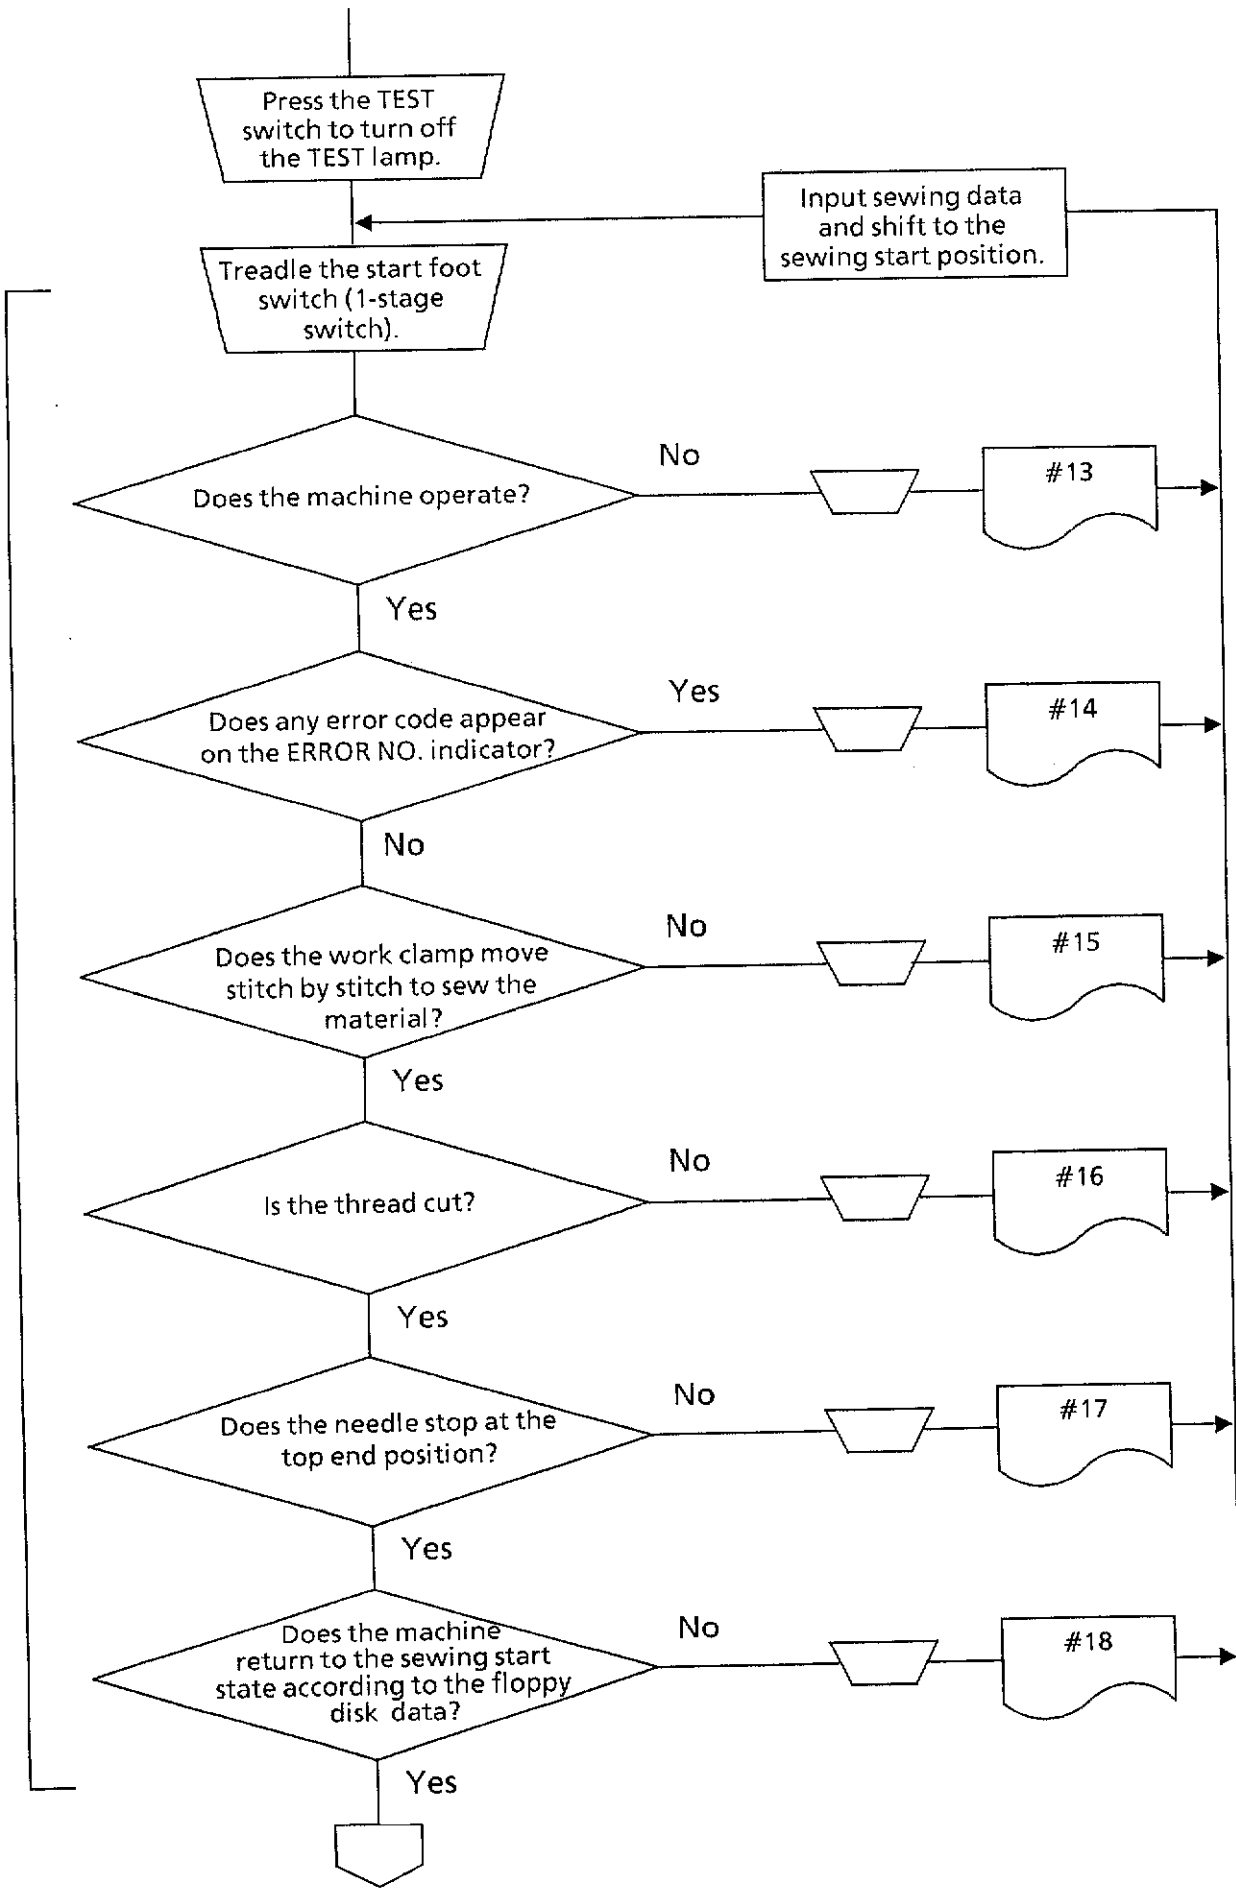 Press the TEST
switch to turn off
the TEST lamp.
Input sewing data
and shift to the
sewing start position.
Treadle the start foot
switch (1-stage
switch).
Does the machine operate?
No
#13
Yes
Does any error code appear
on the ERROR NO. indicator?
Yes
#14
No
Does the work clamp move
stitch by stitch to sew the
material?
No
#15
Yes
Is the thread cut?
No
#16
Yes
Does the needle stop at the
top end position?
No
#17
Yes
Does the machine
return to the sewing start
state according to the floppy
disk data?
No
#18
Yes